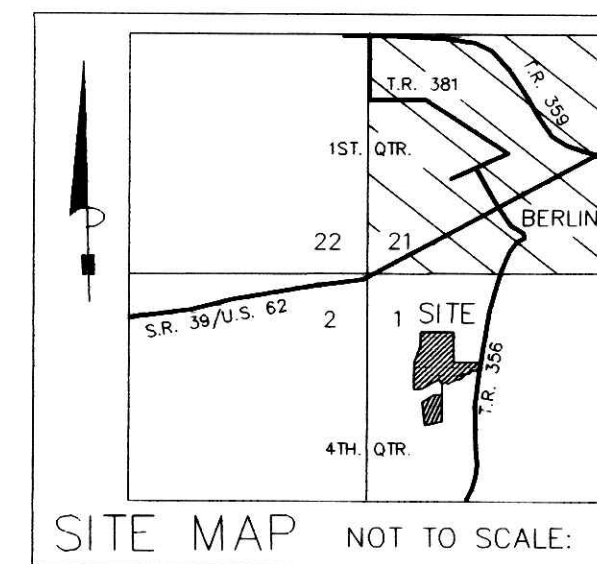 T.R. 381
T.R. 359
1ST. QTR.
BERLIN
22 21
S.R. 39/U.S. 62
2 1 SITE
T.R. 356
4TH. QTR.
SITE MAP NOT TO SCALE: